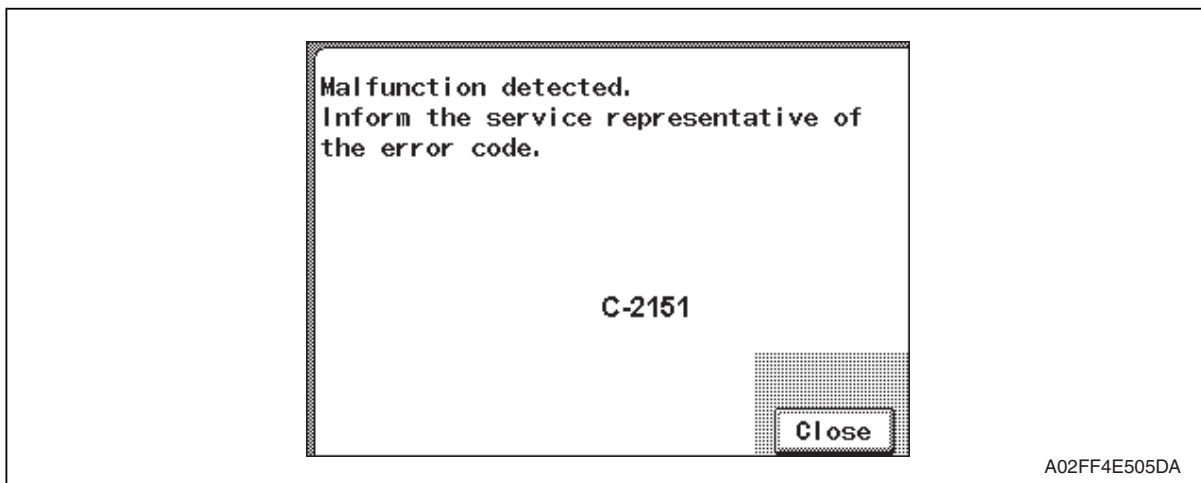 Malfunction detected.
Inform the service representative of
the error code.
C-2151
Close
A02FF4E505DA